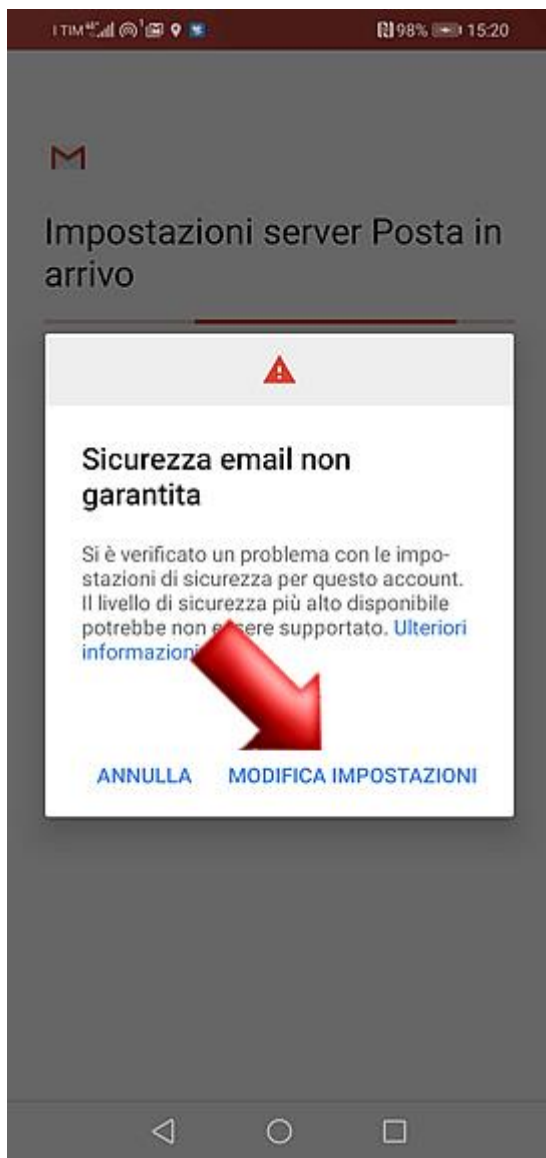 I TIM 98% 15:20
Impostazioni server Posta in
arrivo
Sicurezza email non
garantita
Si è verificato un problema con le impo-
stazioni di sicurezza per questo account.
Il livello di sicurezza più alto disponibile
potrebbe non essere supportato. Ulteriori
informazioni
ANNULLA MODIFICA IMPOSTAZIONI